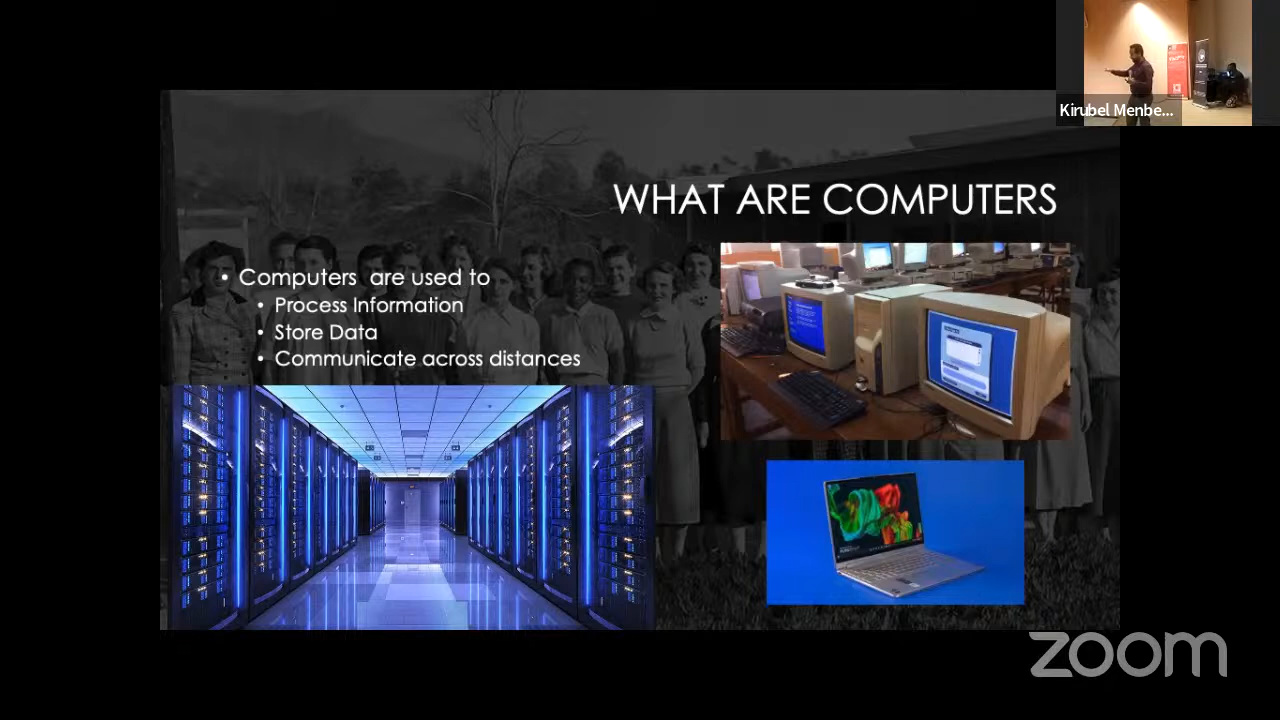 Kirubel Menbe...
WHAT ARE COMPUTERS
• Computers  are used to
• Process Information
• Store Data
• Communicate across distances
zoom